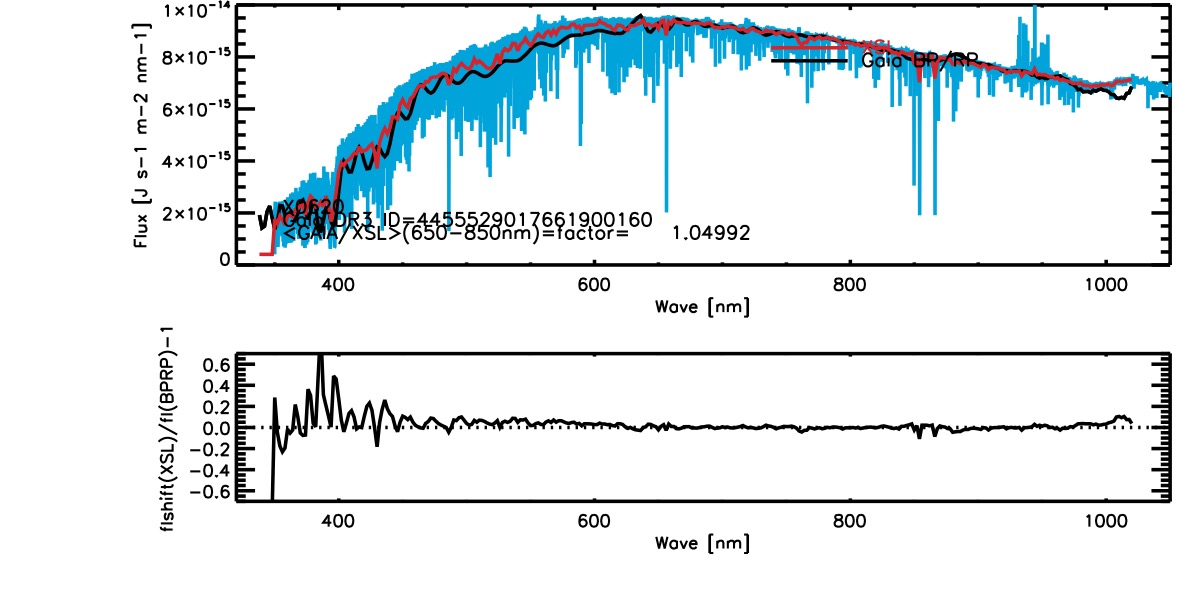 1×10⁻¹⁴
8×10⁻¹⁵
6×10⁻¹⁵
4×10⁻¹⁵
2×10⁻¹⁵
0
Flux [J s−1 m−2 nm−1]
XSL
Gaia BP/RP
X0620
Gaia DR3 ID=4455529017661900160
<GAIA/XSL>(650−850nm)=factor= 1.04992
400 600 800 1000
Wave [nm]
flshift(XSL)/fl(BPRP)−1
0.6
0.4
0.2
0.0
−0.2
−0.4
−0.6
400 600 800 1000
Wave [nm]